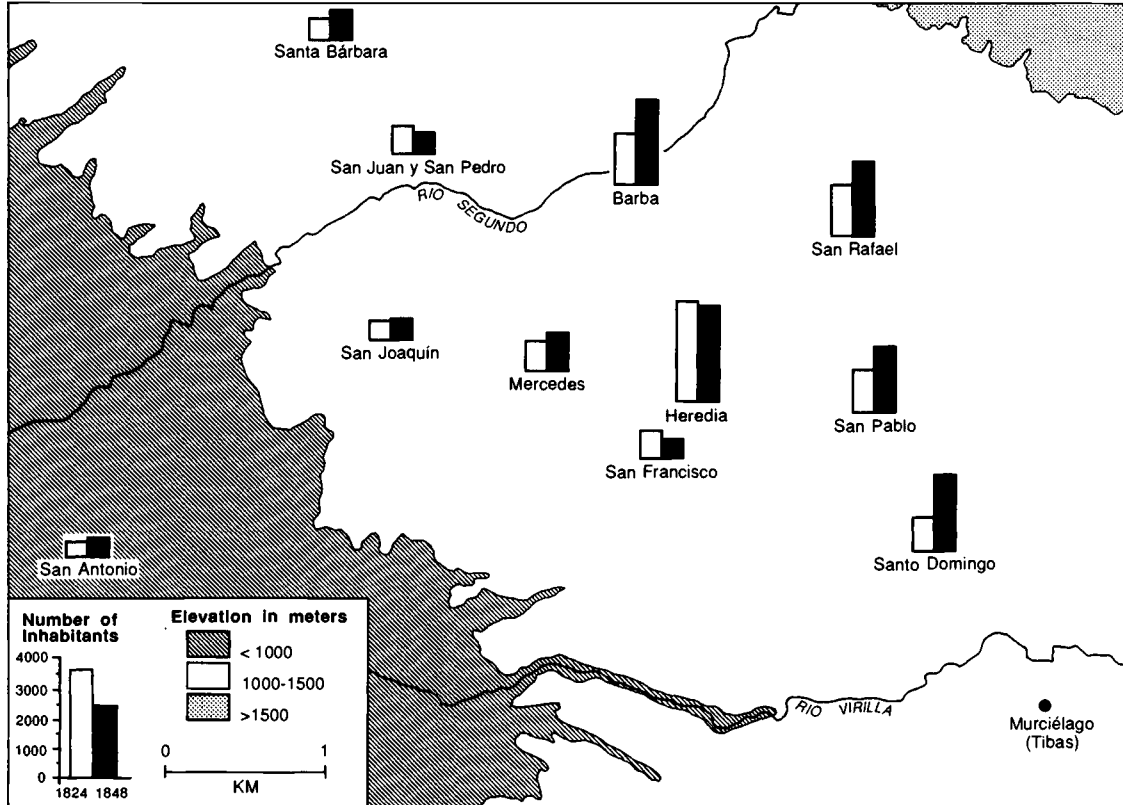 Santa Bárbara
San Juan y San Pedro
Barba
RIO SEGUNDO
San Rafael
San Joaquín
Mercedes
Heredia
San Pablo
San Francisco
Santo Domingo
San Antonio
Number of
Inhabitants
4000
3000
2000
1000
0
1824 1848
Elevation in meters
< 1000
1000-1500
>1500
0 1
KM
RIO VIRILLA
Murciélago
(Tibas)